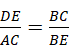 DE/AC = BC/BE